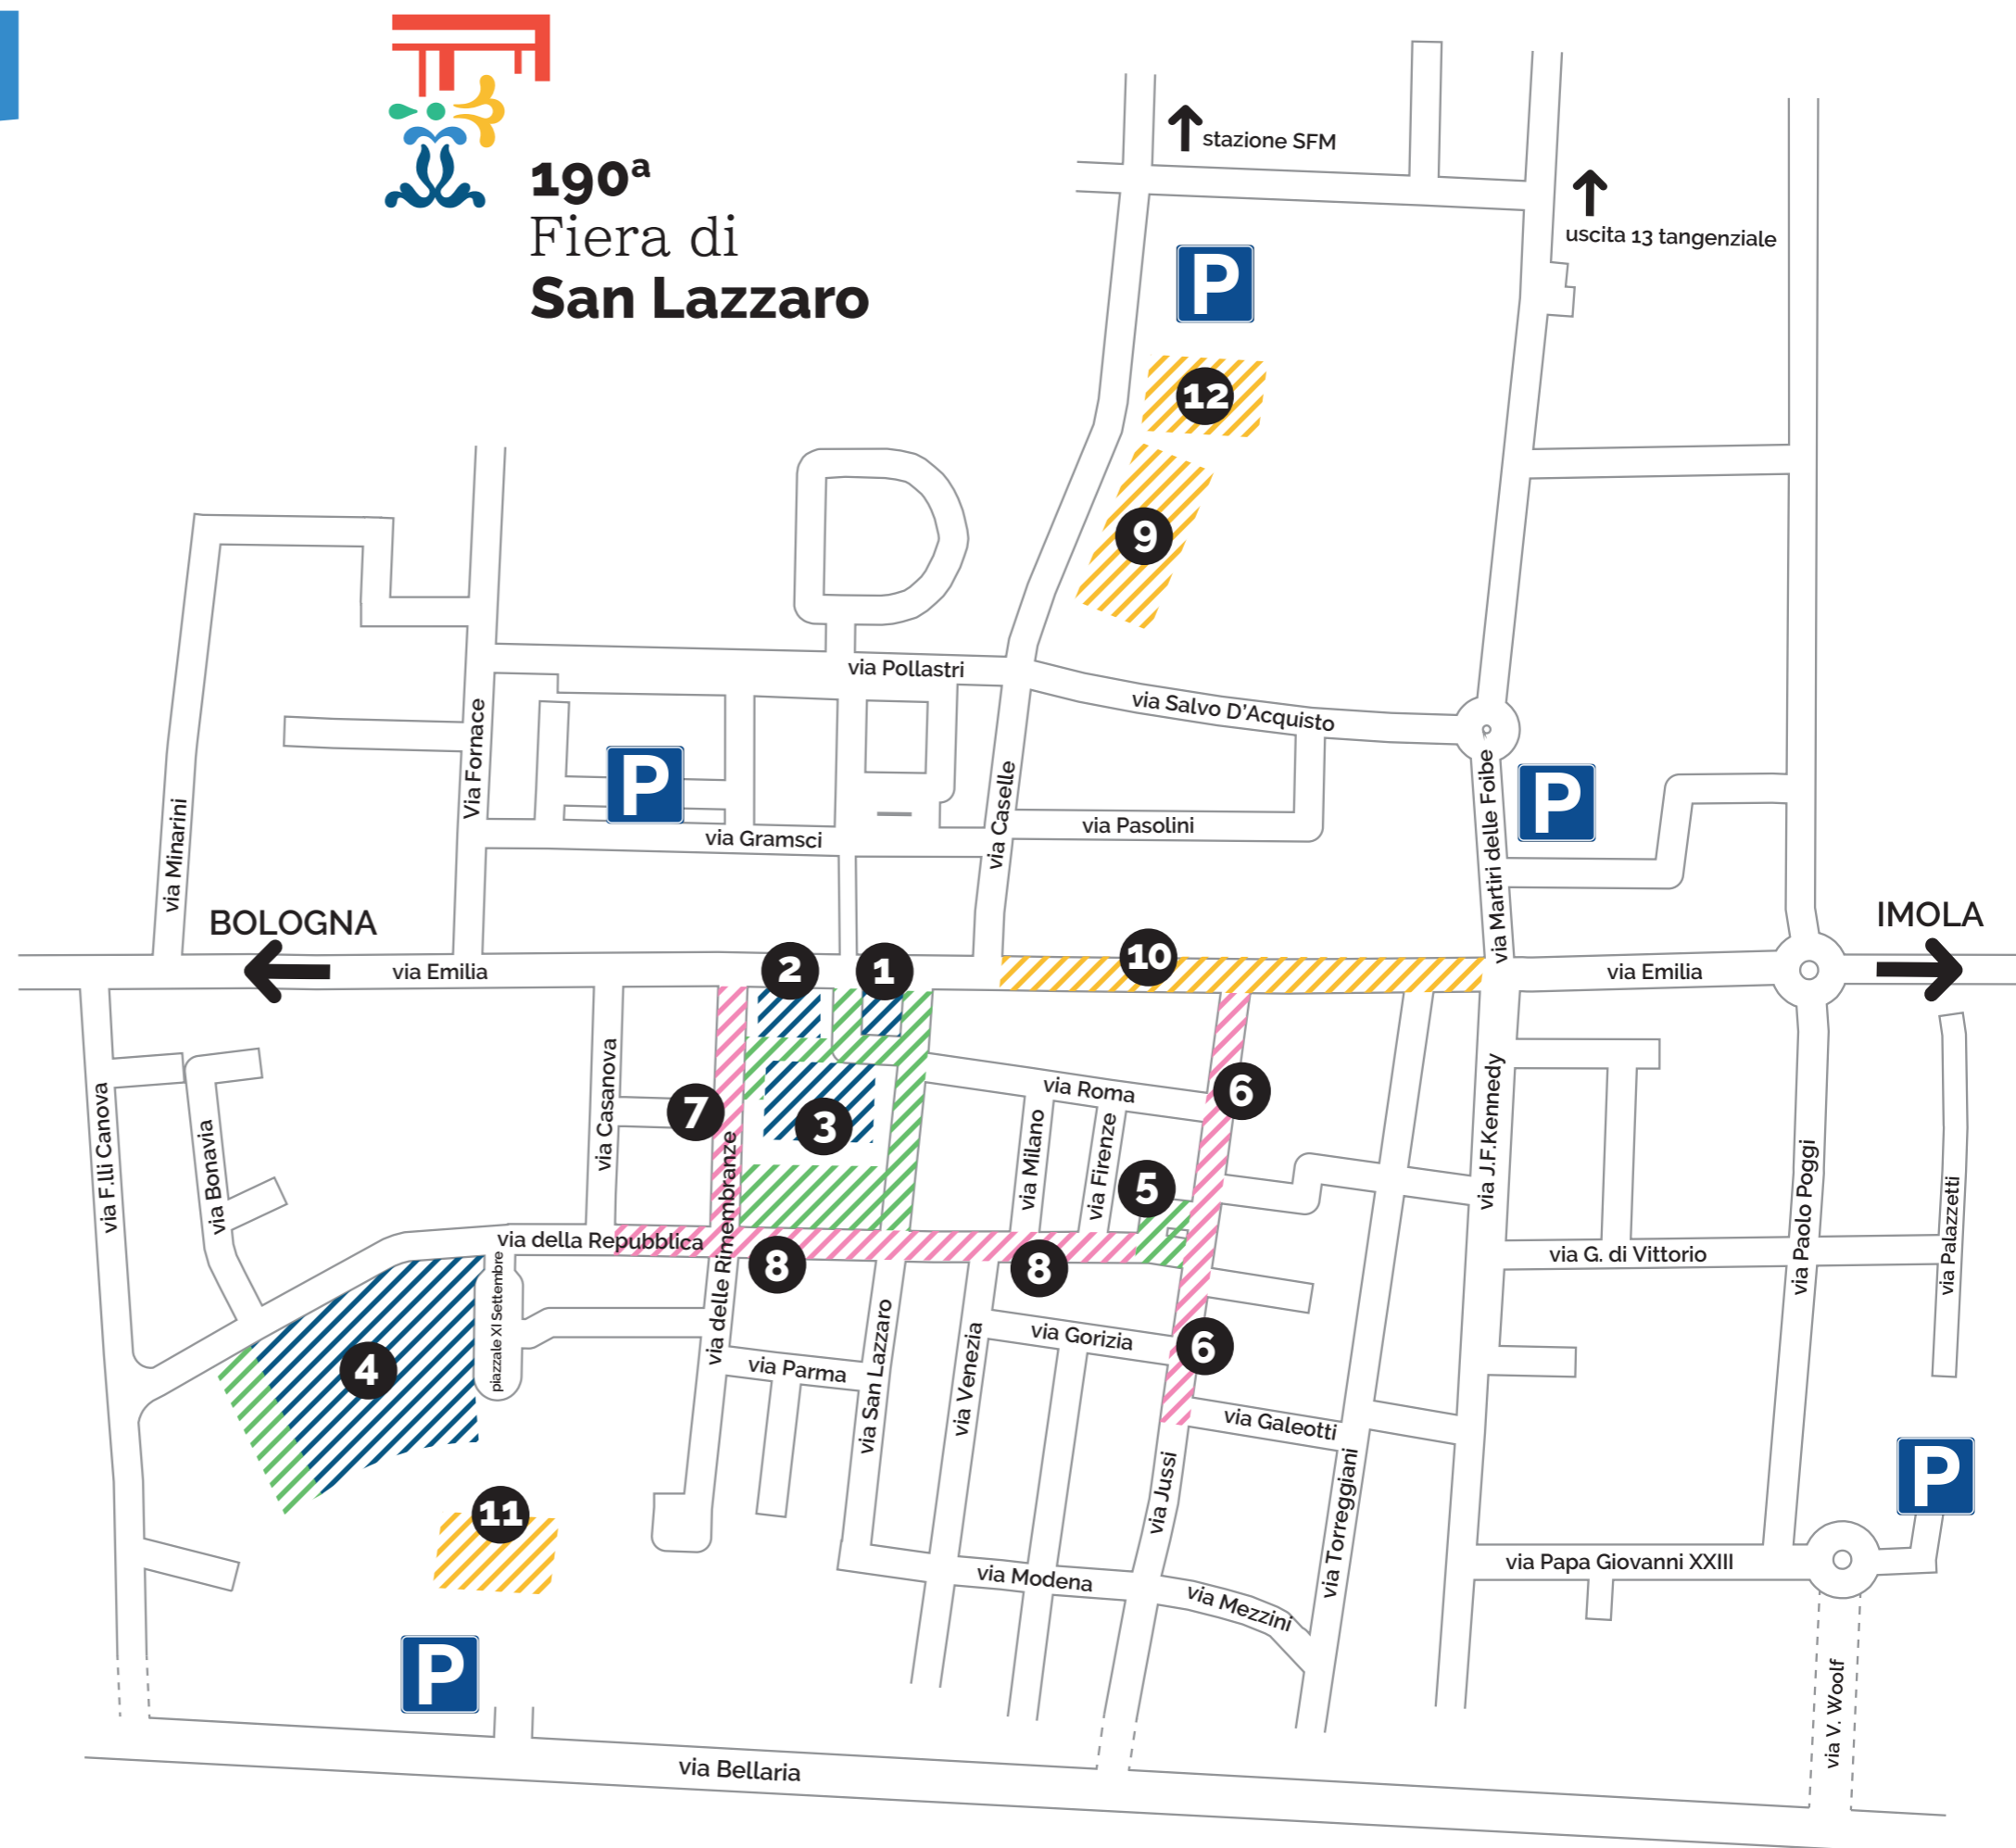 190ª
Fiera di
San Lazzaro
stazione SFM
uscita 13 tangenziale
P
12
9
via Pollastri
via Salvo D'Acquisto
Via Fornace
P
via Gramsci
via Caselle
via Pasolini
via Martiri delle Foibe
P
via Minarini
BOLOGNA
via Emilia
2
1
10
via Emilia
IMOLA
via F.lli Canova
via Bonavia
via Casanova
7
via delle Rimembranze
3
via Roma
via Milano
via Firenze
5
6
via J.F.Kennedy
via Paolo Poggi
via Palazzetti
via della Repubblica
8
8
via G. di Vittorio
piazzale XI Settembre
4
via Parma
via San Lazzaro
via Venezia
via Gorizia
6
via Galeotti
via Jussi
via Torreggiani
P
11
via Modena
via Mezzini
via Papa Giovanni XXIII
P
via V. Woolf
via Bellaria